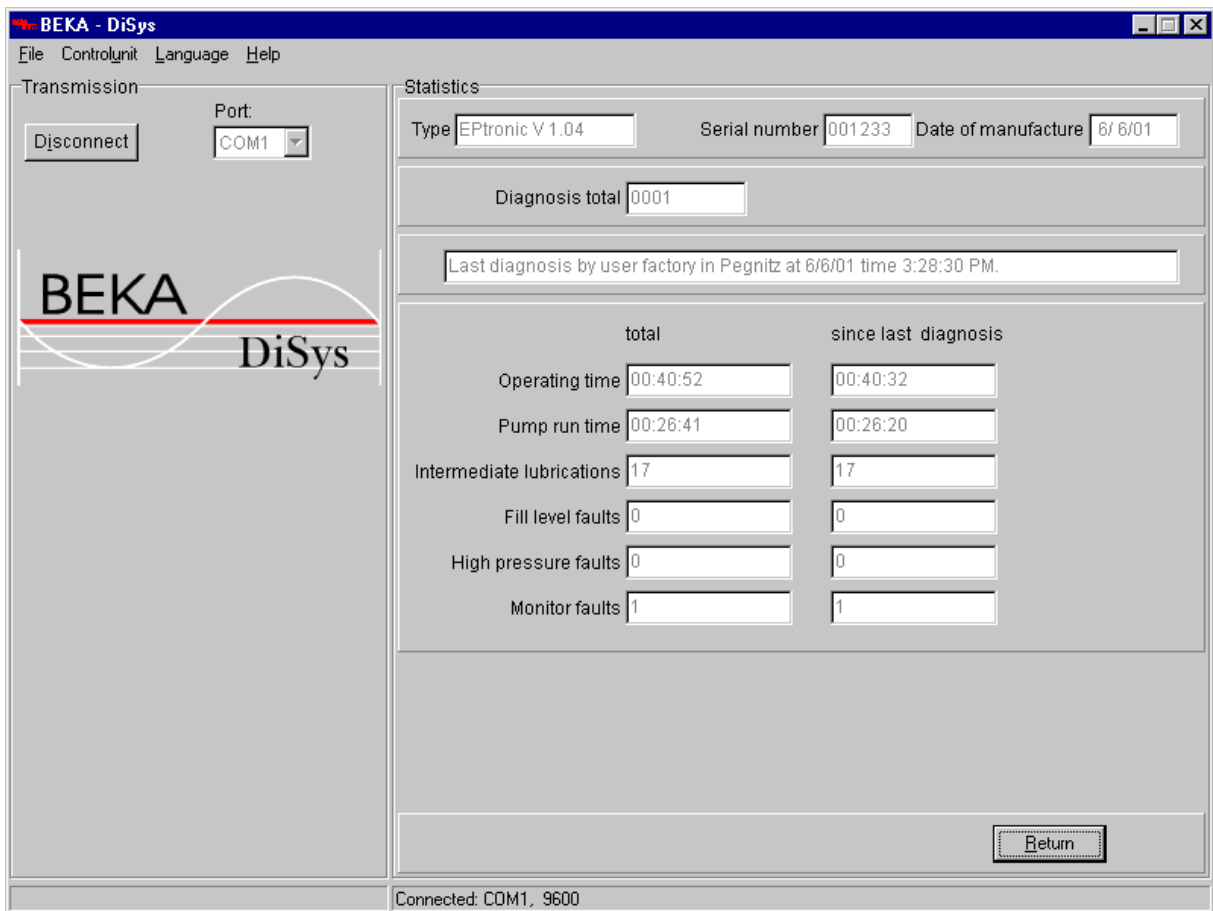 BEKA - DiSys
File Controlunit Language Help
Transmission
Port:
Disconnect COM1
BEKA
DiSys
Statistics
Type EPtronic V 1.04 Serial number 001233 Date of manufacture 6/ 6/01
Diagnosis total 0001
Last diagnosis by user factory in Pegnitz at 6/6/01 time 3:28:30 PM.
total since last diagnosis
Operating time 00:40:52 00:40:32
Pump run time 00:26:41 00:26:20
Intermediate lubrications 17 17
Fill level faults 0 0
High pressure faults 0 0
Monitor faults 1 1
Return
Connected: COM1, 9600